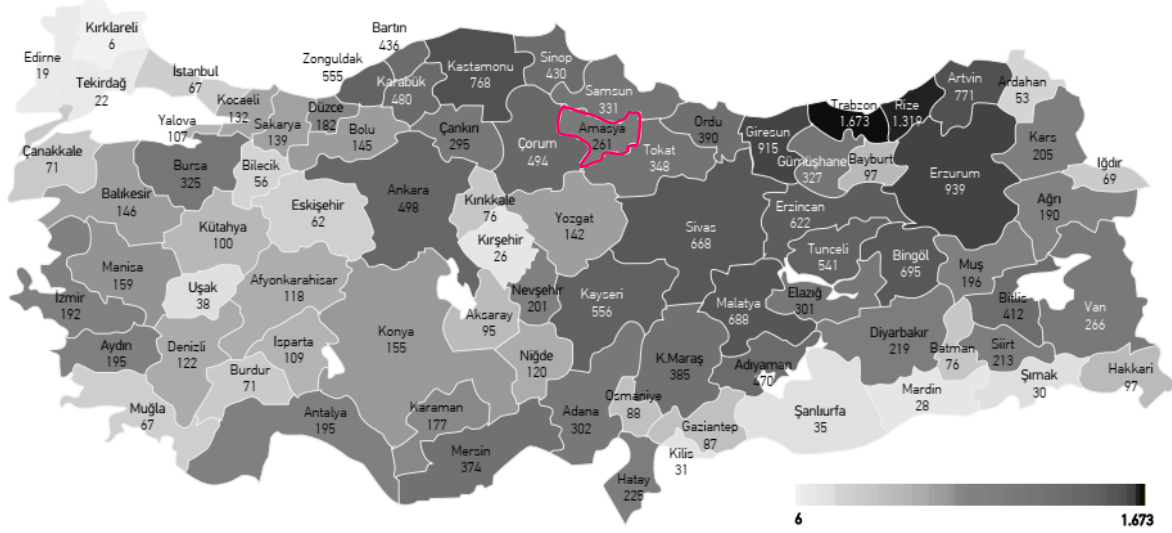 Kırklareli
6
Edirne
19
Tekirdağ
22
İstanbul
67
Kocaeli
132
Yalova
107
Sakarya
139
Düzce
182
Zonguldak
555
Bartın
436
Karabük
480
Kastamonu
768
Sinop
430
Samsun
331
Bolu
145
Çankırı
295
Çorum
494
Amasya
261
Tokat
348
Ordu
390
Giresun
915
Gümüşhane
327
Trabzon
1.673
Rize
1.319
Bayburt
97
Artvin
771
Ardahan
53
Kars
205
Iğdır
69
Erzurum
939
Ağrı
190
Çanakkale
71
Bursa
325
Bilecik
56
Balıkesir
146
Kütahya
100
Eskişehir
62
Ankara
498
Kırıkkale
76
Kırşehir
26
Yozgat
142
Sivas
668
Erzincan
622
Tunceli
541
Bingöl
695
Muş
196
Bitlis
412
Van
266
Manisa
159
Uşak
38
Afyonkarahisar
118
İzmir
192
Aydın
195
Denizli
122
Burdur
71
Isparta
109
Konya
155
Aksaray
95
Nevşehir
201
Kayseri
556
Niğde
120
Malatya
688
Elazığ
301
Diyarbakır
219
Batman
76
Siirt
213
Şırnak
30
Hakkari
97
Mardin
28
Şanlıurfa
35
Adıyaman
470
K.Maraş
385
Osmaniye
88
Gaziantep
87
Kilis
31
Adana
302
Hatay
225
Mersin
374
Karaman
177
Antalya
195
Muğla
67
6
1.673